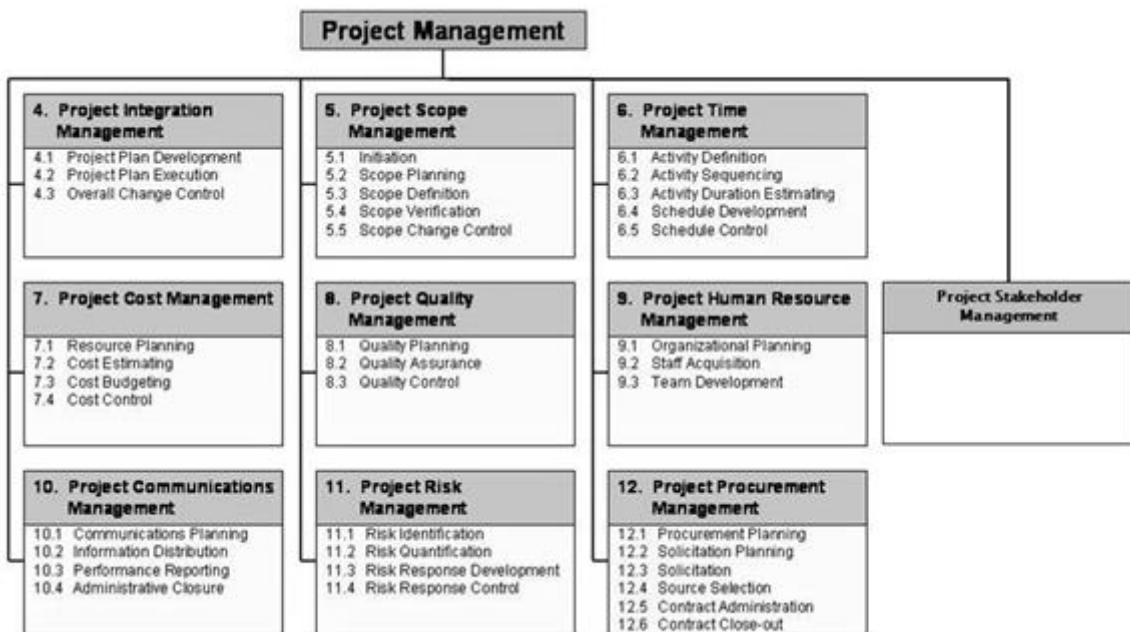 Project Management
4. Project Integration
Management
4.1 Project Plan Development
4.2 Project Plan Execution
4.3 Overall Change Control
5. Project Scope
Management
5.1 Initiation
5.2 Scope Planning
5.3 Scope Definition
5.4 Scope Verification
5.5 Scope Change Control
6. Project Time
Management
6.1 Activity Definition
6.2 Activity Sequencing
6.3 Activity Duration Estimating
6.4 Schedule Development
6.5 Schedule Control
7. Project Cost Management
7.1 Resource Planning
7.2 Cost Estimating
7.3 Cost Budgeting
7.4 Cost Control
8. Project Quality
Management
8.1 Quality Planning
8.2 Quality Assurance
8.3 Quality Control
9. Project Human Resource
Management
9.1 Organizational Planning
9.2 Staff Acquisition
9.3 Team Development
Project Stakeholder
Management
10. Project Communications
Management
10.1 Communications Planning
10.2 Information Distribution
10.3 Performance Reporting
10.4 Administrative Closure
11. Project Risk
Management
11.1 Risk Identification
11.2 Risk Quantification
11.3 Risk Response Development
11.4 Risk Response Control
12. Project Procurement
Management
12.1 Procurement Planning
12.2 Solicitation Planning
12.3 Solicitation
12.4 Source Selection
12.5 Contract Administration
12.6 Contract Close-out